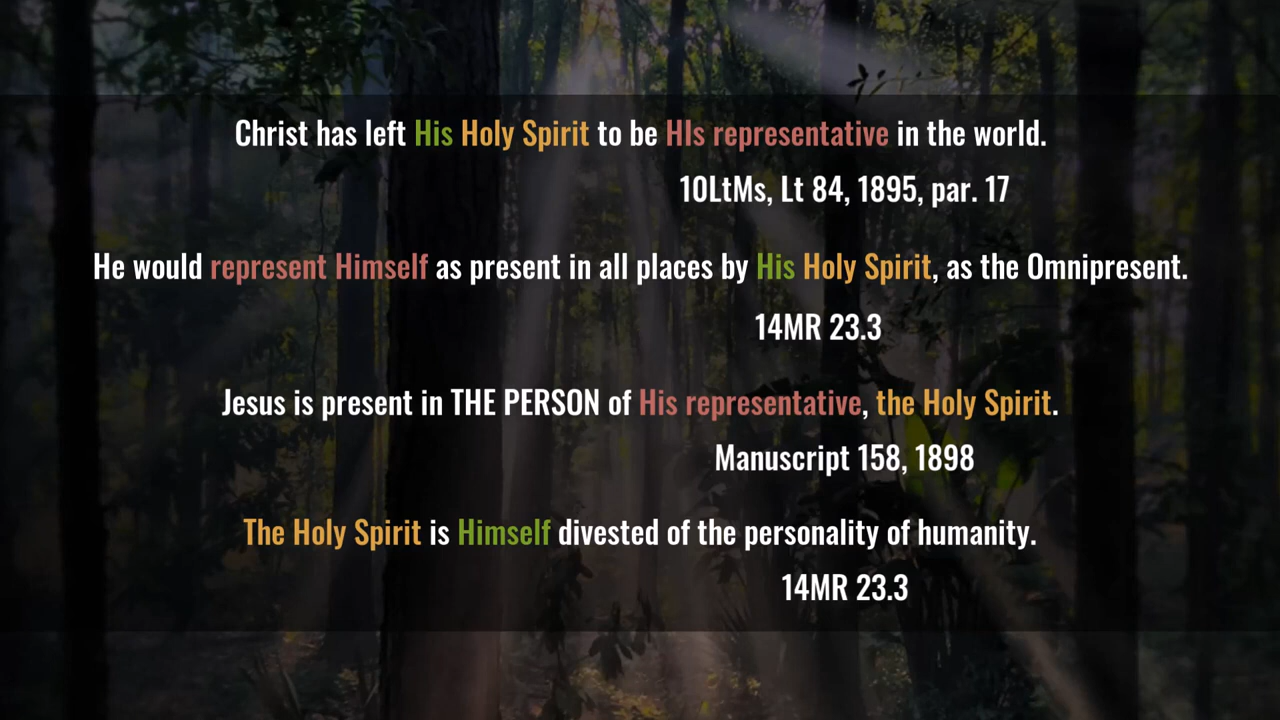 Christ has left His Holy Spirit to be HIs representative in the world.
10LtMs, Lt 84, 1895, par. 17
He would represent Himself as present in all places by His Holy Spirit, as the Omnipresent.
14MR 23.3
Jesus is present in THE PERSON of His representative, the Holy Spirit.
Manuscript 158, 1898
The Holy Spirit is Himself divested of the personality of humanity.
14MR 23.3